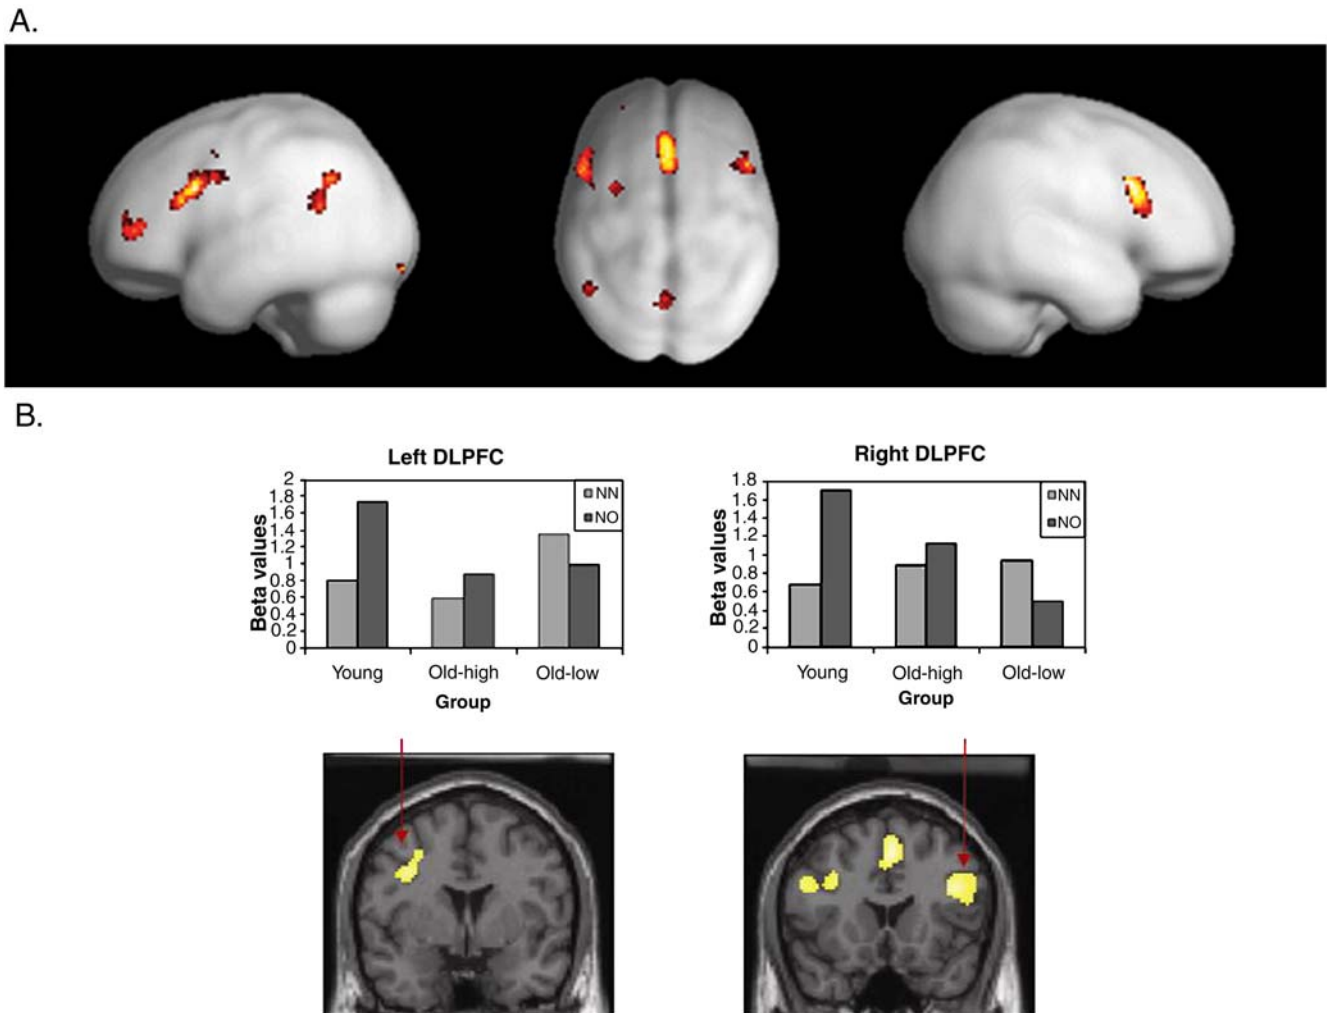 A.
B.
Left DLPFC
Beta values
2
1.8
1.6
1.4
1.2
1
0.8
0.6
0.4
0.2
0
NN
NO
Young Old-high Old-low
Group
Right DLPFC
Beta values
1.8
1.6
1.4
1.2
1
0.8
0.6
0.4
0.2
0
NN
NO
Young Old-high Old-low
Group